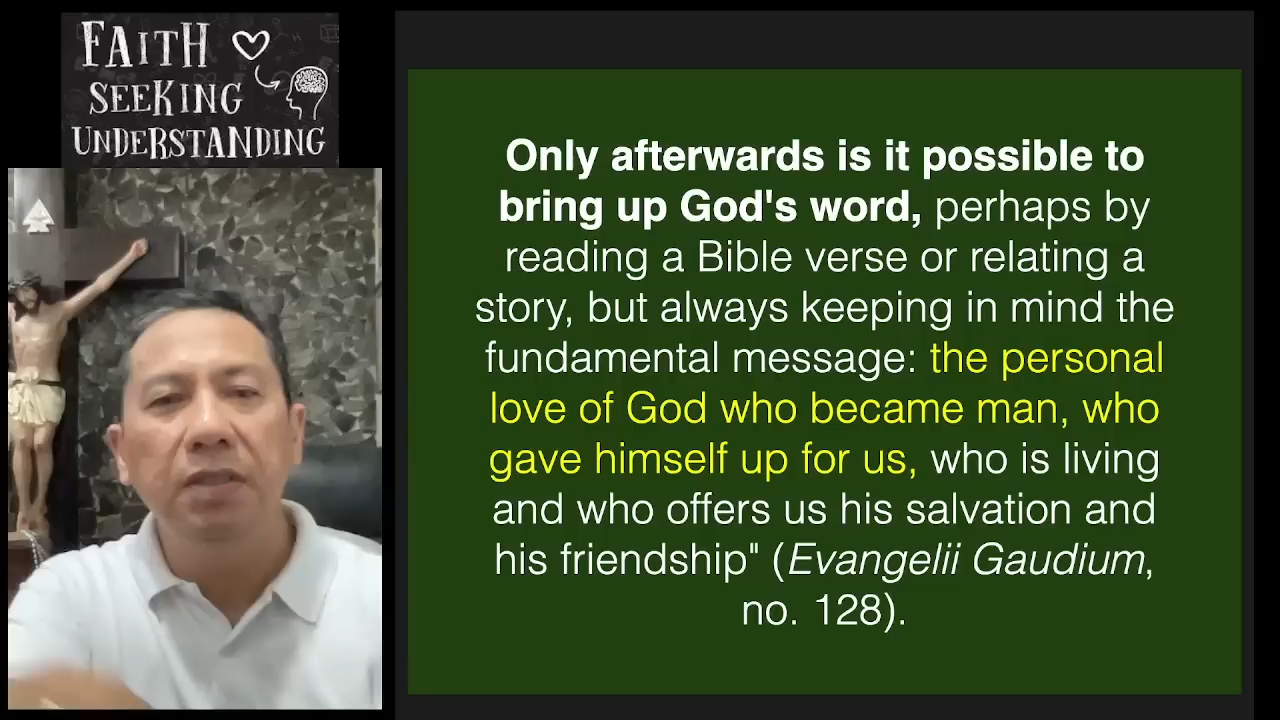 FAITH
SEEKING
UNDERSTANDING
Only afterwards is it possible to
bring up God's word, perhaps by
reading a Bible verse or relating a
story, but always keeping in mind the
fundamental message: the personal
love of God who became man, who
gave himself up for us, who is living
and who offers us his salvation and
his friendship" (Evangelii Gaudium,
no. 128).